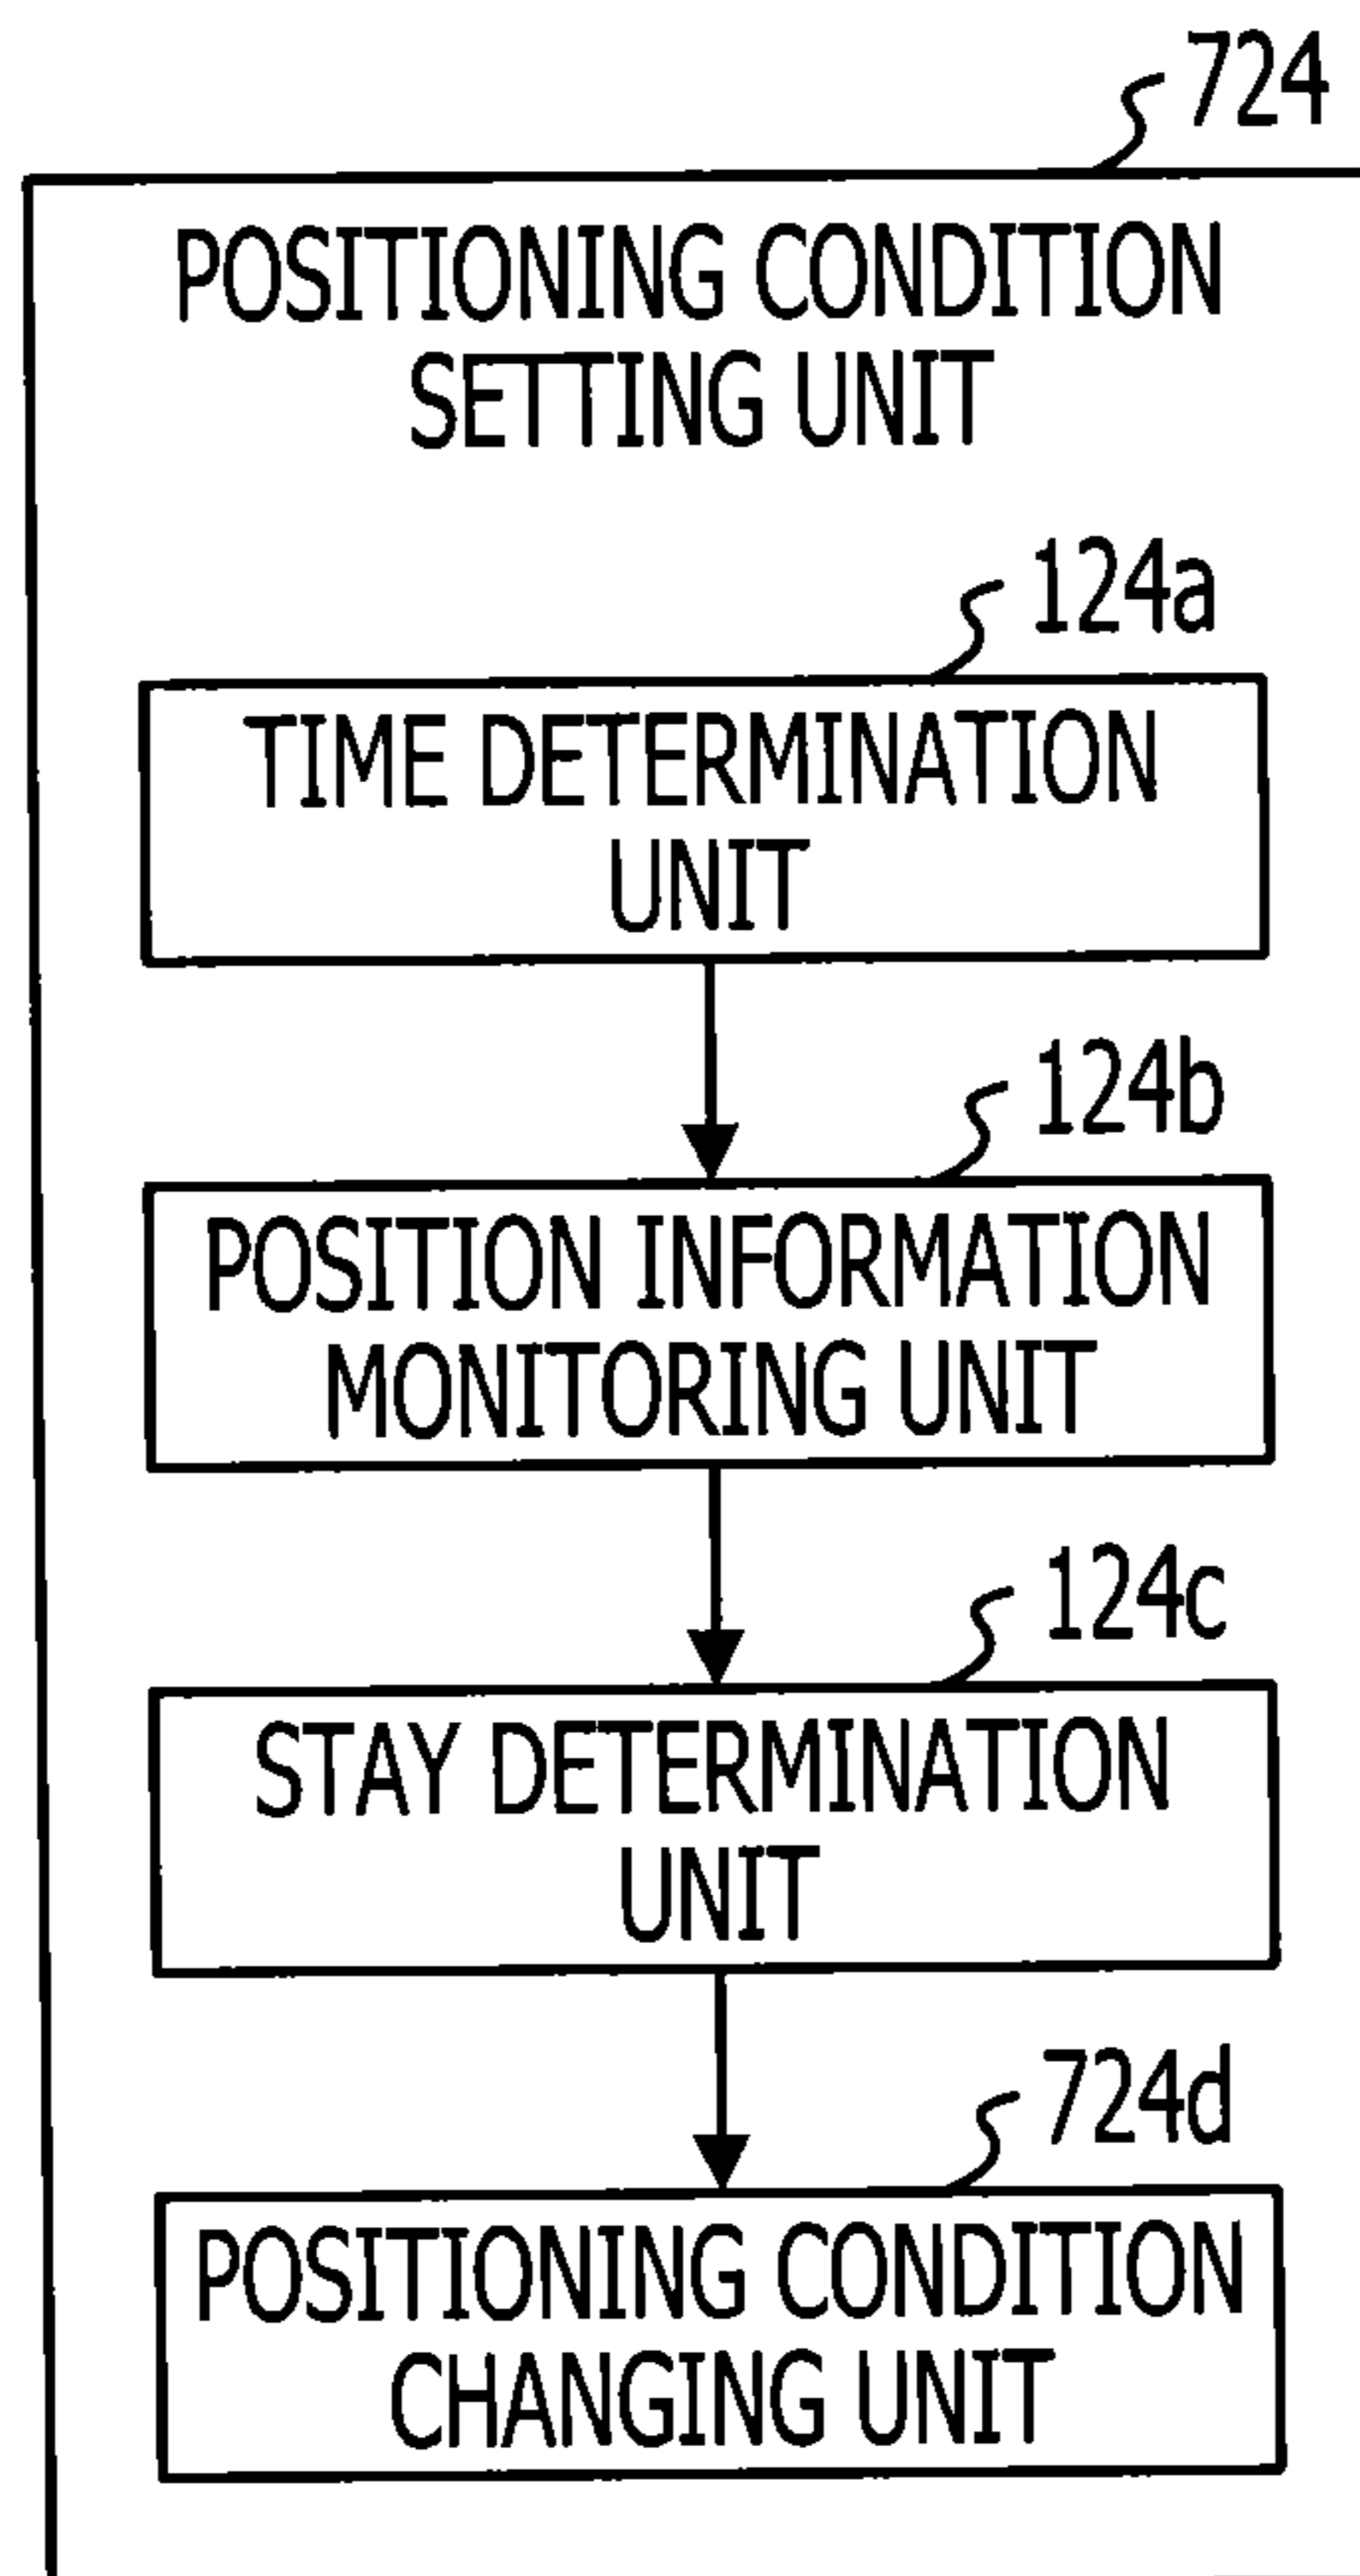 724
POSITIONING CONDITION
SETTING UNIT
124a
TIME DETERMINATION
UNIT
124b
POSITION INFORMATION
MONITORING UNIT
124c
STAY DETERMINATION
UNIT
724d
POSITIONING CONDITION
CHANGING UNIT